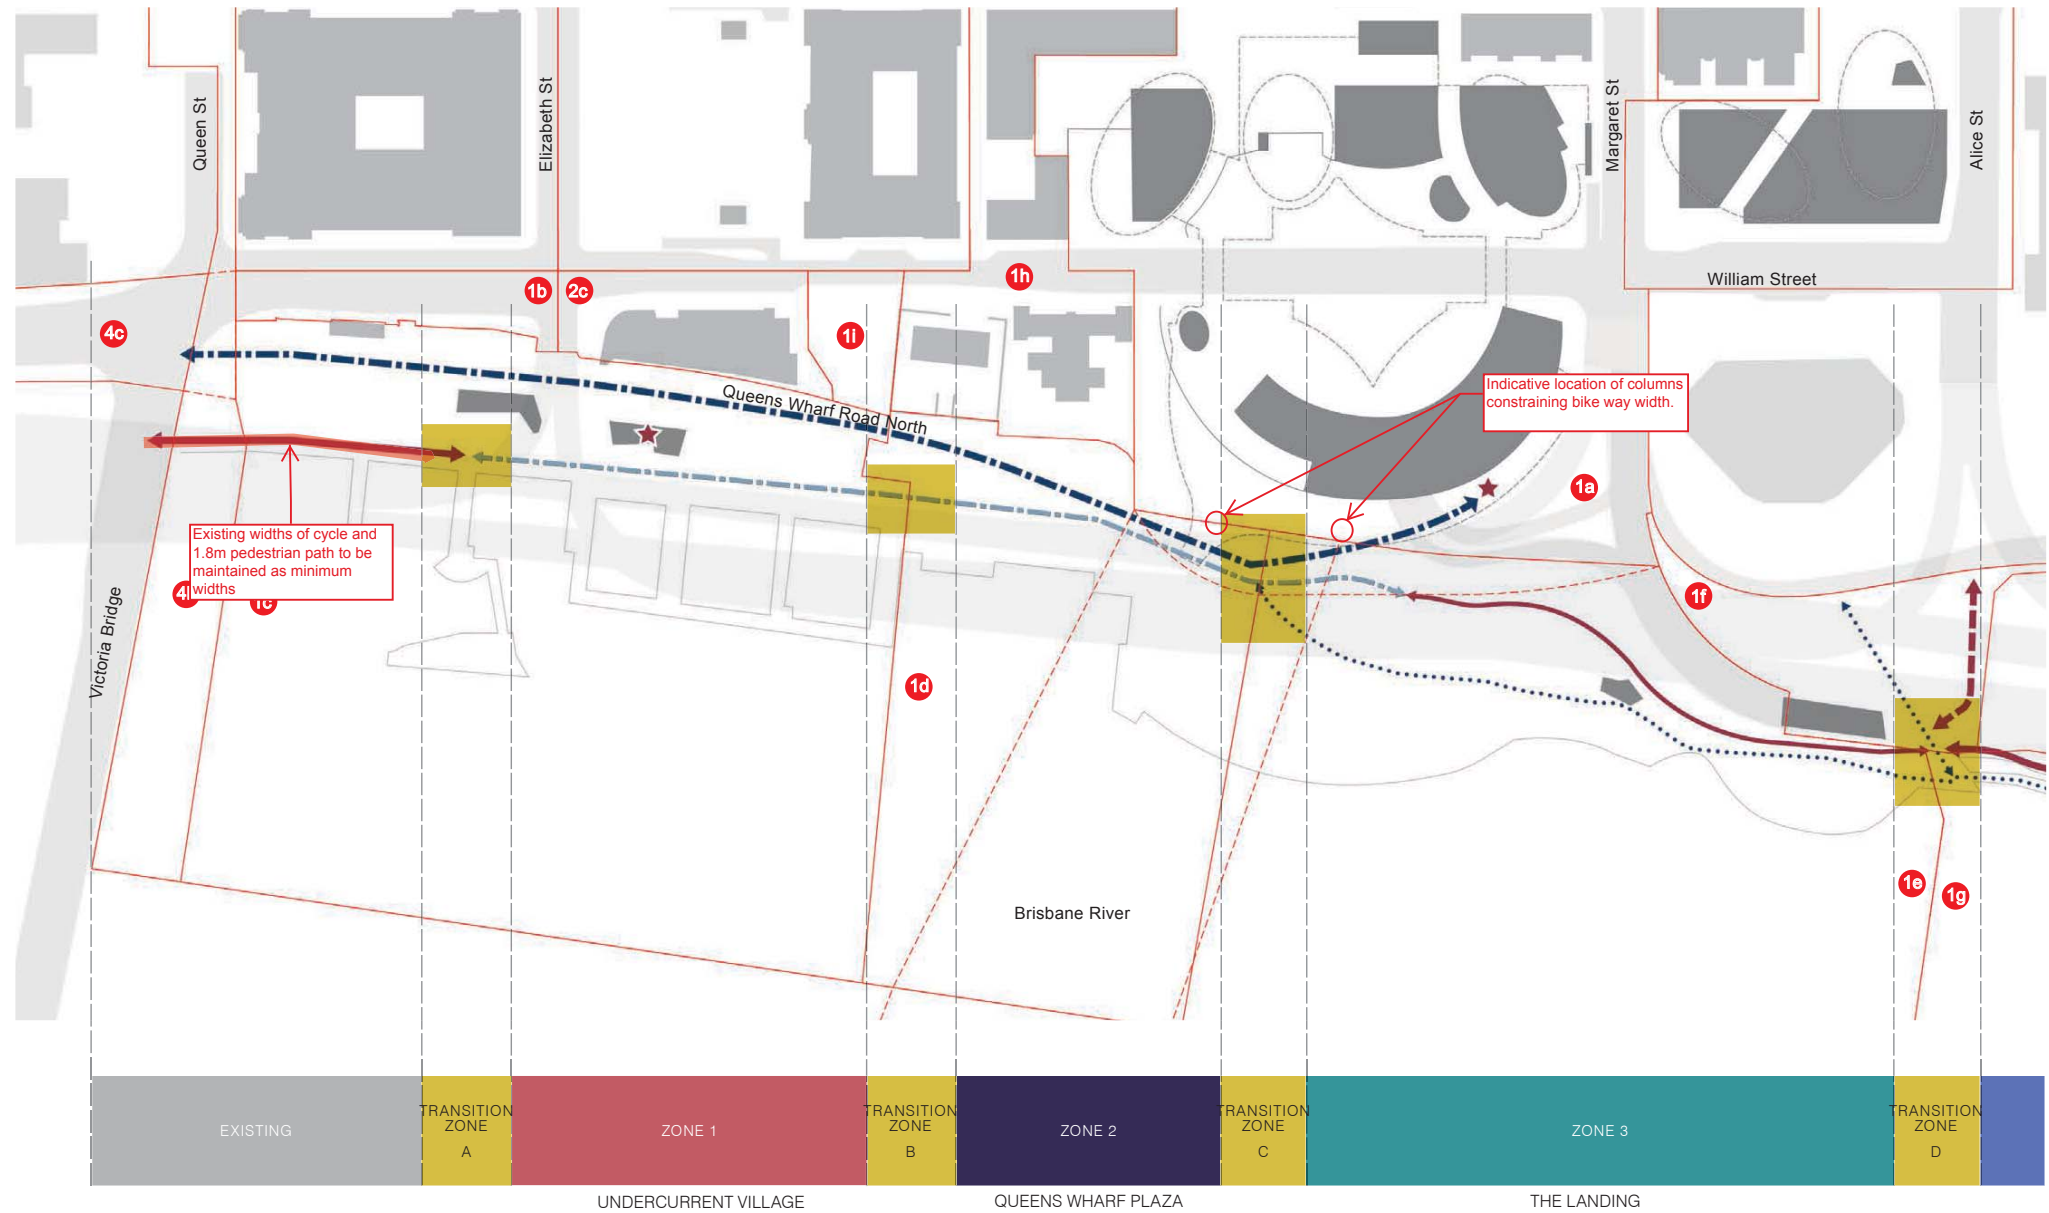 Queen St
Elizabeth St
Margaret St
Alice St
William Street
1h
1b
2c
4c
1i
Queens Wharf Road North
Indicative location of columns
constraining bike way width.
1a
Existing widths of cycle and
1.8m pedestrian path to be
maintained as minimum
widths
1c
1f
Victoria Bridge
1d
1e
1g
Brisbane River
EXISTING
TRANSITION
ZONE
A
ZONE 1
TRANSITION
ZONE
B
ZONE 2
TRANSITION
ZONE
C
ZONE 3
TRANSITION
ZONE
D
UNDERCURRENT VILLAGE
QUEENS WHARF PLAZA
THE LANDING